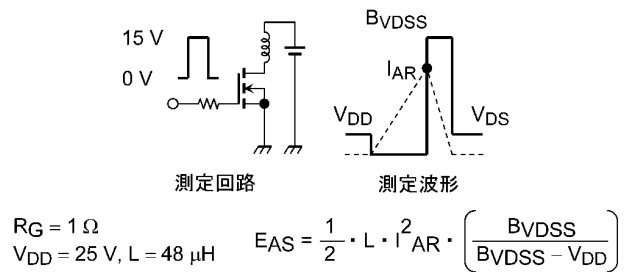 15 V
0 V
BVDSS
IAR
VDD
VDS
測定回路
測定波形
RG = 1 Ω
VDD = 25 V, L = 48 μH
EAS = 1/2 · L · I²AR · (BVDSS / (BVDSS − VDD))